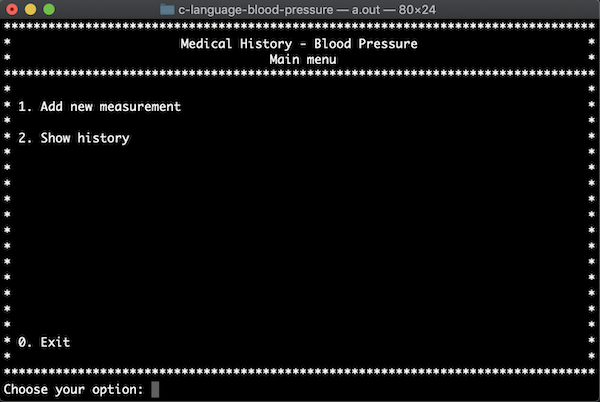 c-language-blood-pressure — a.out — 80×24
********************************************************************************
* Medical History - Blood Pressure *
* Main menu *
********************************************************************************
* *
* 1. Add new measurement *
* *
* 2. Show history *
* *
* *
* *
* *
* *
* *
* *
* *
* *
* *
* *
* *
* 0. Exit *
* *
********************************************************************************
Choose your option: